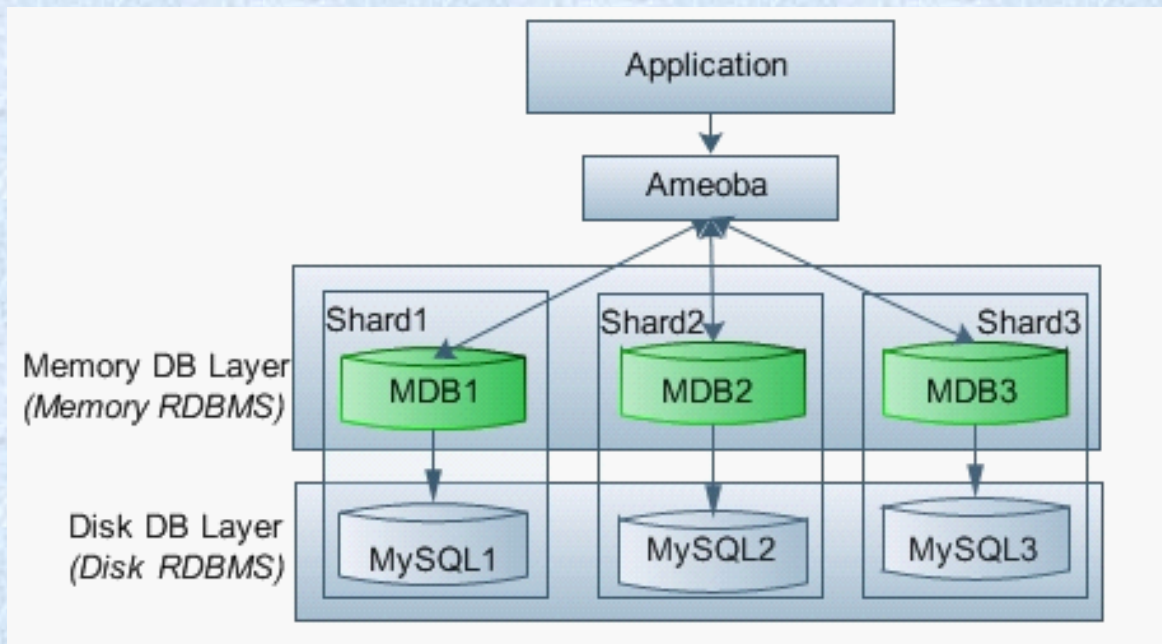 Application
Ameoba
Shard1
Shard2
Shard3
Memory DB Layer
(Memory RDBMS)
MDB1
MDB2
MDB3
Disk DB Layer
(Disk RDBMS)
MySQL1
MySQL2
MySQL3